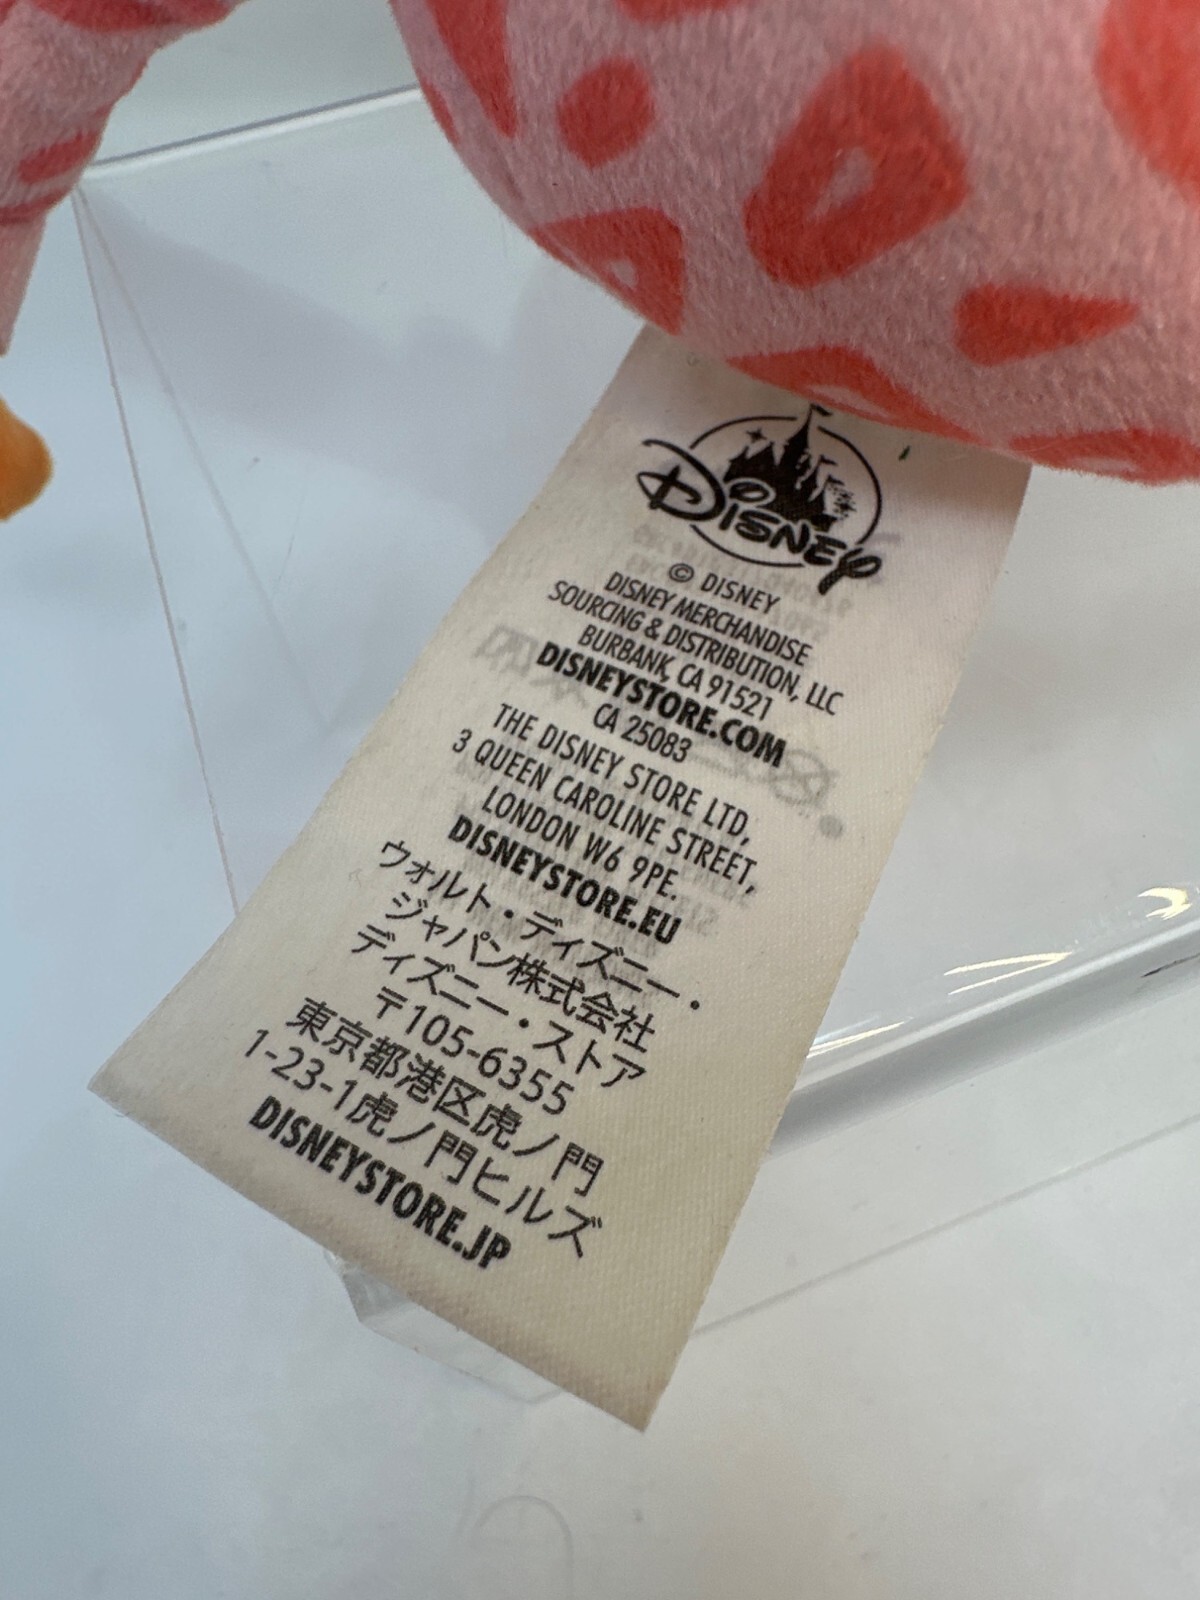 Disney
© DISNEY
DISNEY MERCHANDISE
SOURCING & DISTRIBUTION, LLC
BURBANK, CA 91521
DISNEYSTORE.COM
CA 25083
THE DISNEY STORE LTD,
3 QUEEN CAROLINE STREET,
LONDON W6 9PE.
DISNEYSTORE.EU
ウォルト・ディズニー・
ジャパン株式会社
ディズニー・ストア
〒105-6355
東京都港区虎ノ門
1-23-1虎ノ門ヒルズ
DISNEYSTORE.JP